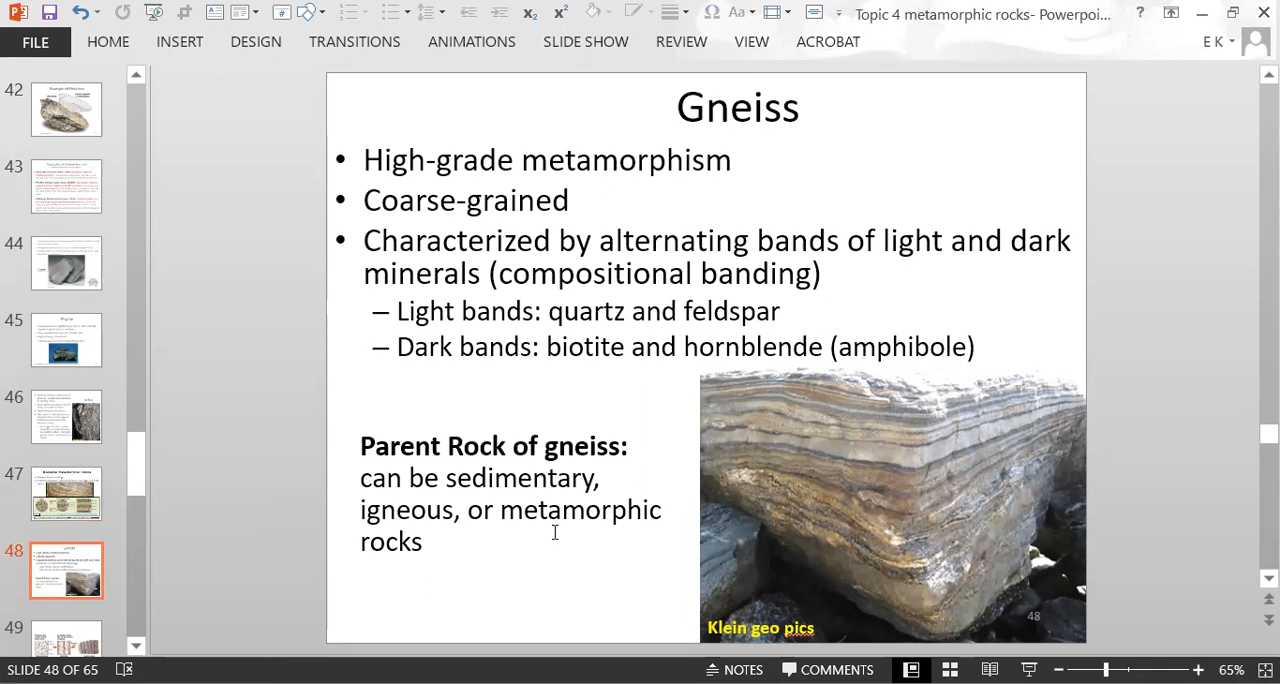 Topic 4 metamorphic rocks- Powerpoi...
?
FILE
HOME
INSERT
DESIGN
TRANSITIONS
ANIMATIONS
SLIDE SHOW
REVIEW
VIEW
ACROBAT
E K
42
43
44
45
46
47
48
49
Gneiss
• High-grade metamorphism
• Coarse-grained
• Characterized by alternating bands of light and dark
minerals (compositional banding)
– Light bands: quartz and feldspar
– Dark bands: biotite and hornblende (amphibole)
Parent Rock of gneiss:
can be sedimentary,
igneous, or metamorphic
rocks
Klein geo pics
48
SLIDE 48 OF 65
NOTES
COMMENTS
65%